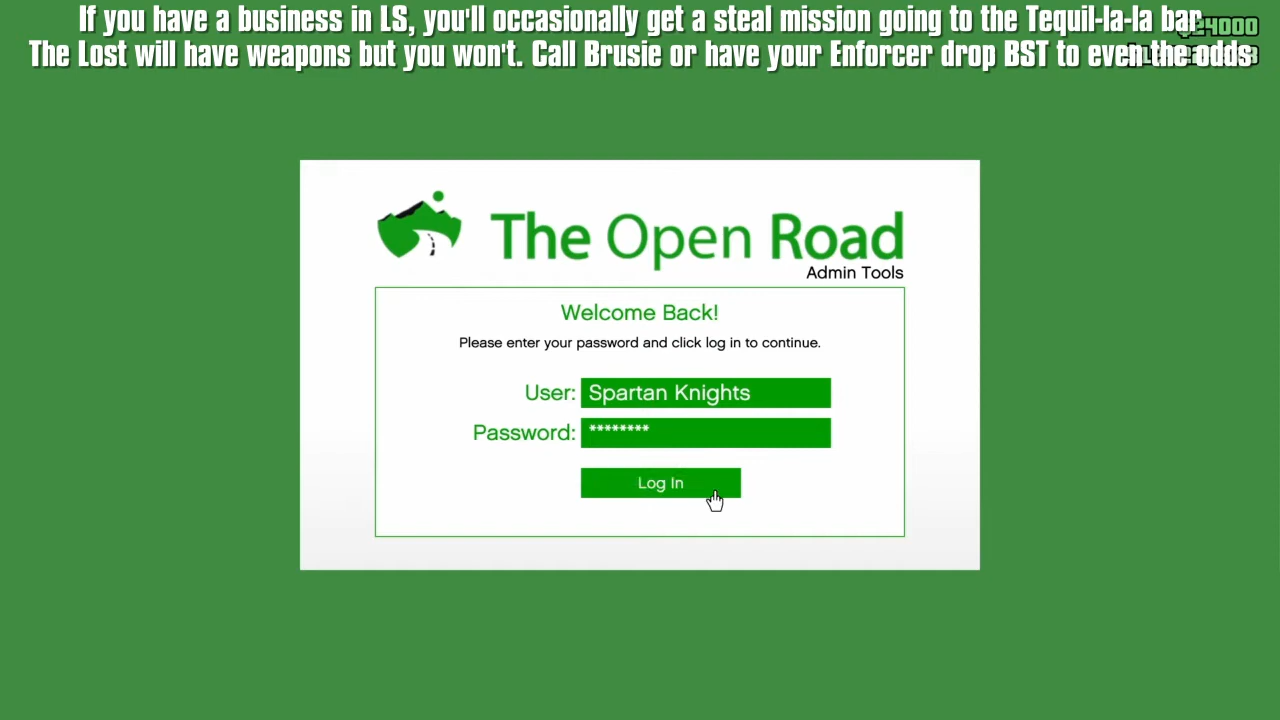 If you have a business in LS, you'll occasionally get a steal mission going to the Tequil-la-la bar
$24000
The Lost will have weapons but you won't. Call Brusie or have your Enforcer drop BST to even the odds
The Open Road
Admin Tools
Welcome Back!
Please enter your password and click log in to continue.
User: Spartan Knights
Password: ********
Log In